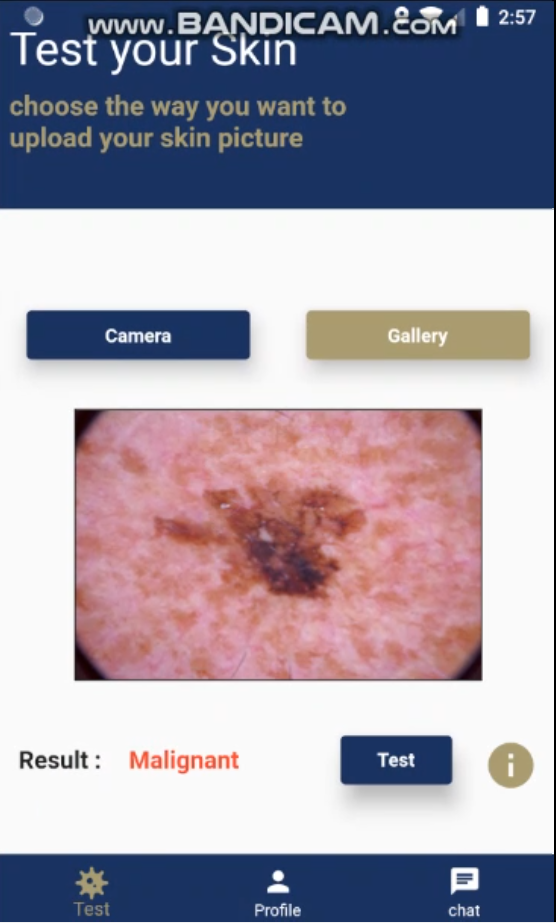 www.BANDICAM.com
2:57
Test your Skin
choose the way you want to
upload your skin picture
Camera
Gallery
Result : Malignant
Test
i
Test
Profile
chat